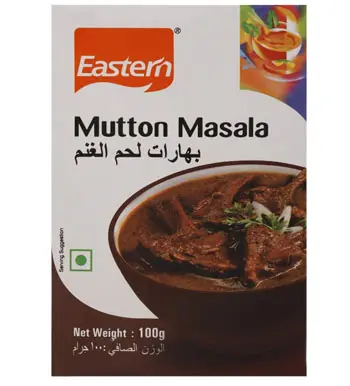 Eastern
Mutton Masala
بهارات لحم الغنم
Serving Suggestion
Net Weight : 100g
الوزن الصافي :١٠٠ جرام